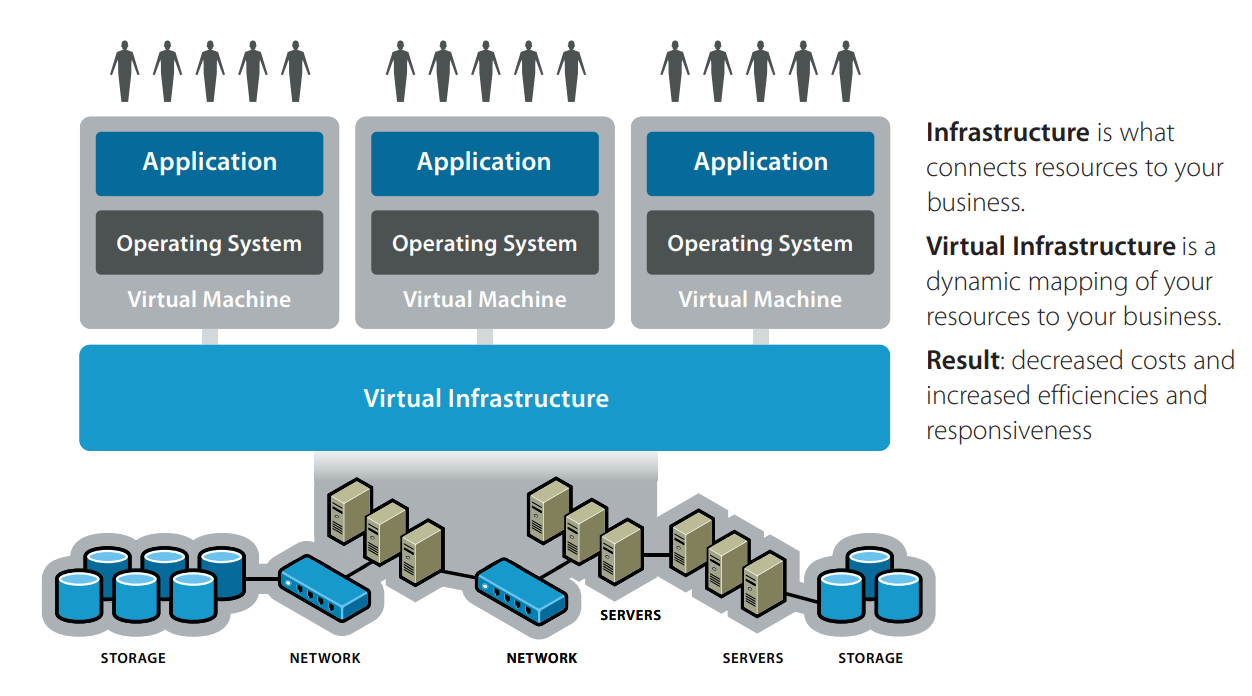 Application
Operating System
Virtual Machine
Application
Operating System
Virtual Machine
Application
Operating System
Virtual Machine
Virtual Infrastructure
SERVERS
STORAGE
NETWORK
NETWORK
SERVERS
STORAGE
Infrastructure is what
connects resources to your
business.
Virtual Infrastructure is a
dynamic mapping of your
resources to your business.
Result: decreased costs and
increased efficiencies and
responsiveness